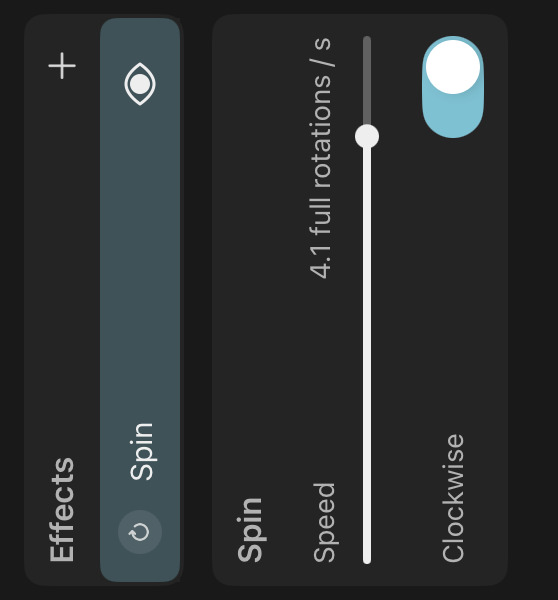 Effects
Spin
Spin
Speed 4.1 full rotations / s
Clockwise